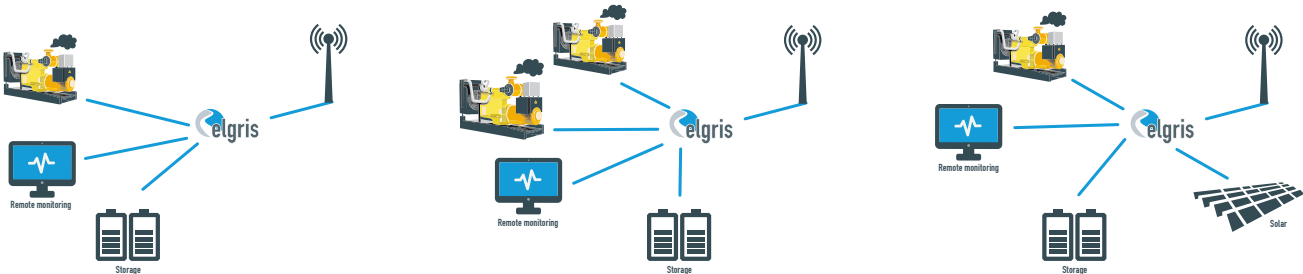 elgris
Remote monitoring
Storage
elgris
Remote monitoring
Storage
elgris
Remote monitoring
Solar
Storage